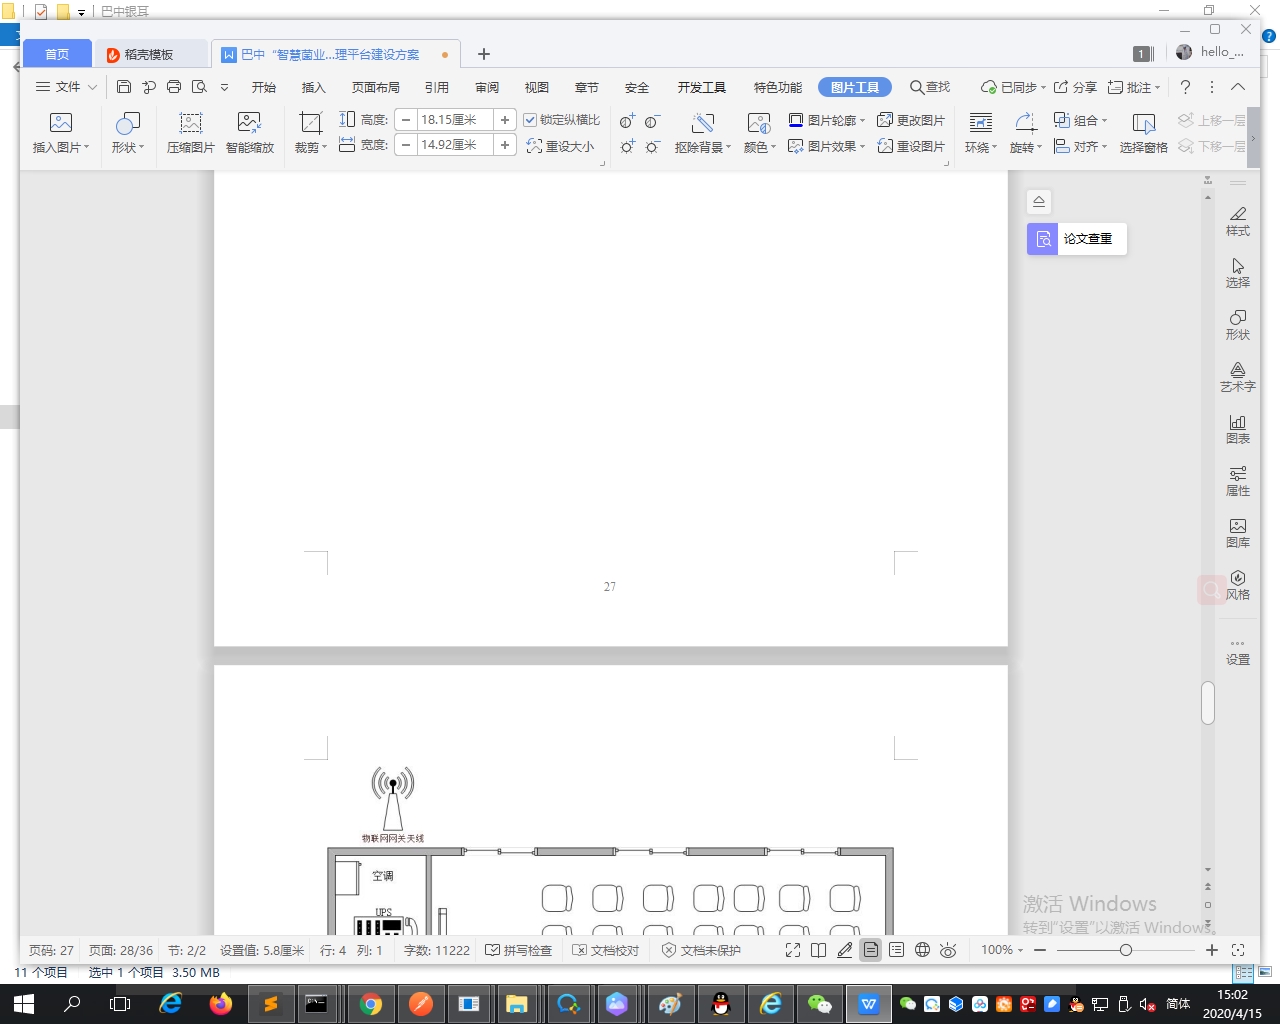 巴中银耳
首页
稻壳模板
巴中“智慧菌业...理平台建设方案
1
hello_...
文件
开始
插入
页面布局
引用
审阅
视图
章节
安全
开发工具
特色功能
图片工具
查找
已同步
分享
批注
插入图片
形状
压缩图片
智能缩放
裁剪
高度:
18.15厘米
宽度:
14.92厘米
锁定纵横比
重设大小
抠除背景
颜色
图片轮廓
图片效果
更改图片
重设图片
环绕
旋转
组合
对齐
选择窗格
上移一层
下移一层
论文查重
样式
选择
形状
艺术字
图表
属性
图库
风格
设置
27
物联网网关天线
空调
UPS
激活 Windows
转到“设置”以激活 Windows。
页码: 27
页面: 28/36
节: 2/2
设置值: 5.8厘米
行: 4
列: 1
字数: 11222
拼写检查
文档校对
文档未保护
100%
11 个项目
选中 1 个项目
3.50 MB
简体
15:02
2020/4/15